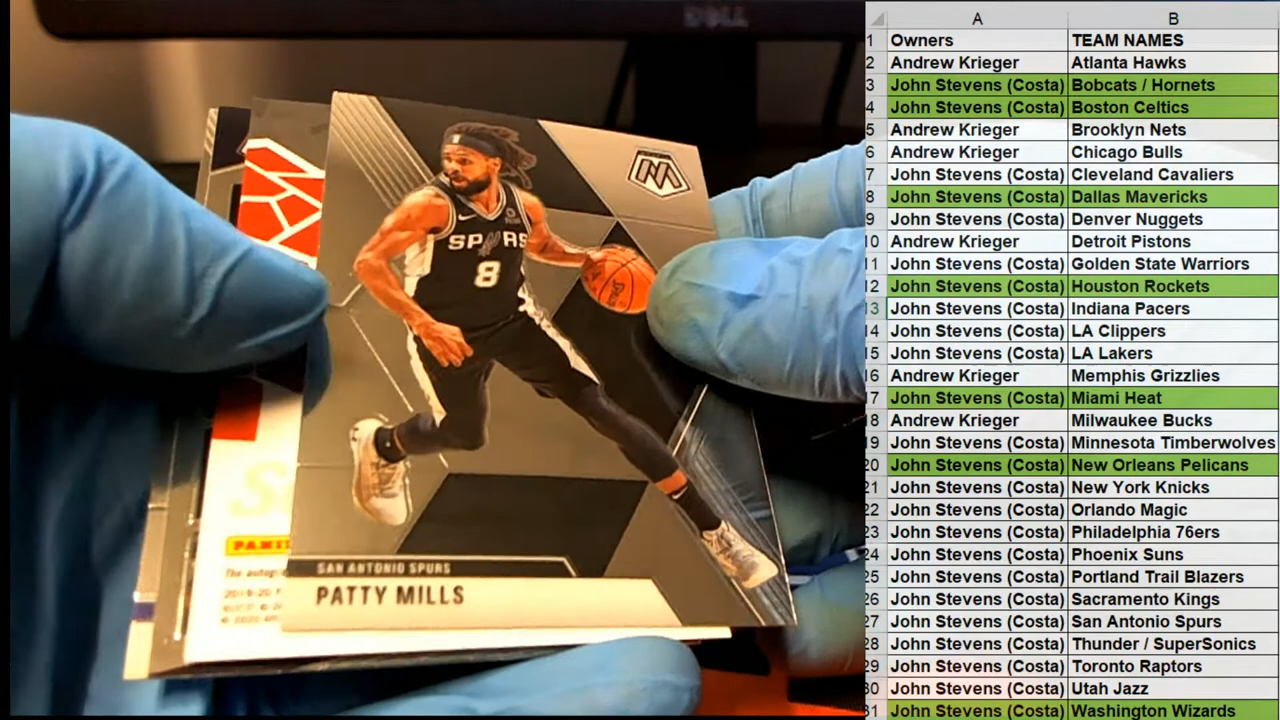 DELL
SPURS
8
SAN ANTONIO SPURS
PATTY MILLS
PANINI
The autog
2019-20
A B
1 Owners TEAM NAMES
2 Andrew Krieger Atlanta Hawks
3 John Stevens (Costa) Bobcats / Hornets
4 John Stevens (Costa) Boston Celtics
5 Andrew Krieger Brooklyn Nets
6 Andrew Krieger Chicago Bulls
7 John Stevens (Costa) Cleveland Cavaliers
8 John Stevens (Costa) Dallas Mavericks
9 John Stevens (Costa) Denver Nuggets
10 Andrew Krieger Detroit Pistons
11 John Stevens (Costa) Golden State Warriors
12 John Stevens (Costa) Houston Rockets
13 John Stevens (Costa) Indiana Pacers
14 John Stevens (Costa) LA Clippers
15 John Stevens (Costa) LA Lakers
16 Andrew Krieger Memphis Grizzlies
17 John Stevens (Costa) Miami Heat
18 Andrew Krieger Milwaukee Bucks
19 John Stevens (Costa) Minnesota Timberwolves
20 John Stevens (Costa) New Orleans Pelicans
21 John Stevens (Costa) New York Knicks
22 John Stevens (Costa) Orlando Magic
23 John Stevens (Costa) Philadelphia 76ers
24 John Stevens (Costa) Phoenix Suns
25 John Stevens (Costa) Portland Trail Blazers
26 John Stevens (Costa) Sacramento Kings
27 John Stevens (Costa) San Antonio Spurs
28 John Stevens (Costa) Thunder / SuperSonics
29 John Stevens (Costa) Toronto Raptors
30 John Stevens (Costa) Utah Jazz
31 John Stevens (Costa) Washington Wizards